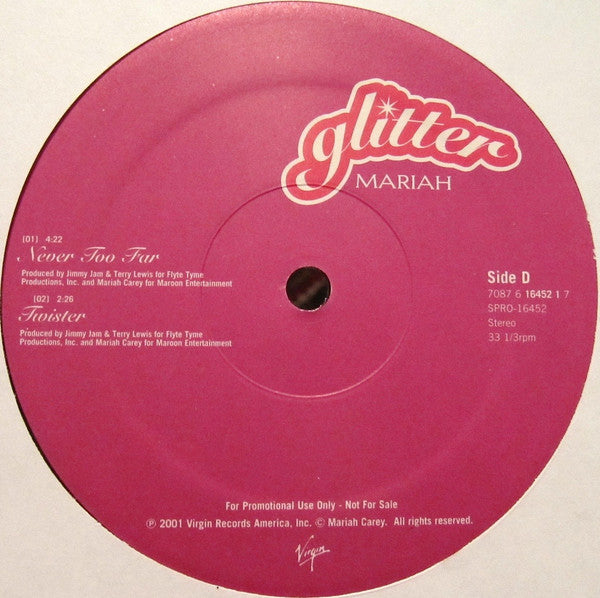 glitter
MARIAH
[01] 4:22
Never Too Far
Produced by Jimmy Jam & Terry Lewis for Flyte Tyme
Productions, Inc. and Mariah Carey for Maroon Entertainment
[02] 2:26
Twister
Produced by Jimmy Jam & Terry Lewis for Flyte Tyme
Productions, Inc. and Mariah Carey for Maroon Entertainment
Side D
7087 6 16452 1 7
SPRO-16452
Stereo
33 1/3rpm
For Promotional Use Only - Not For Sale
℗ 2001 Virgin Records America, Inc. © Mariah Carey. All rights reserved.
Virgin